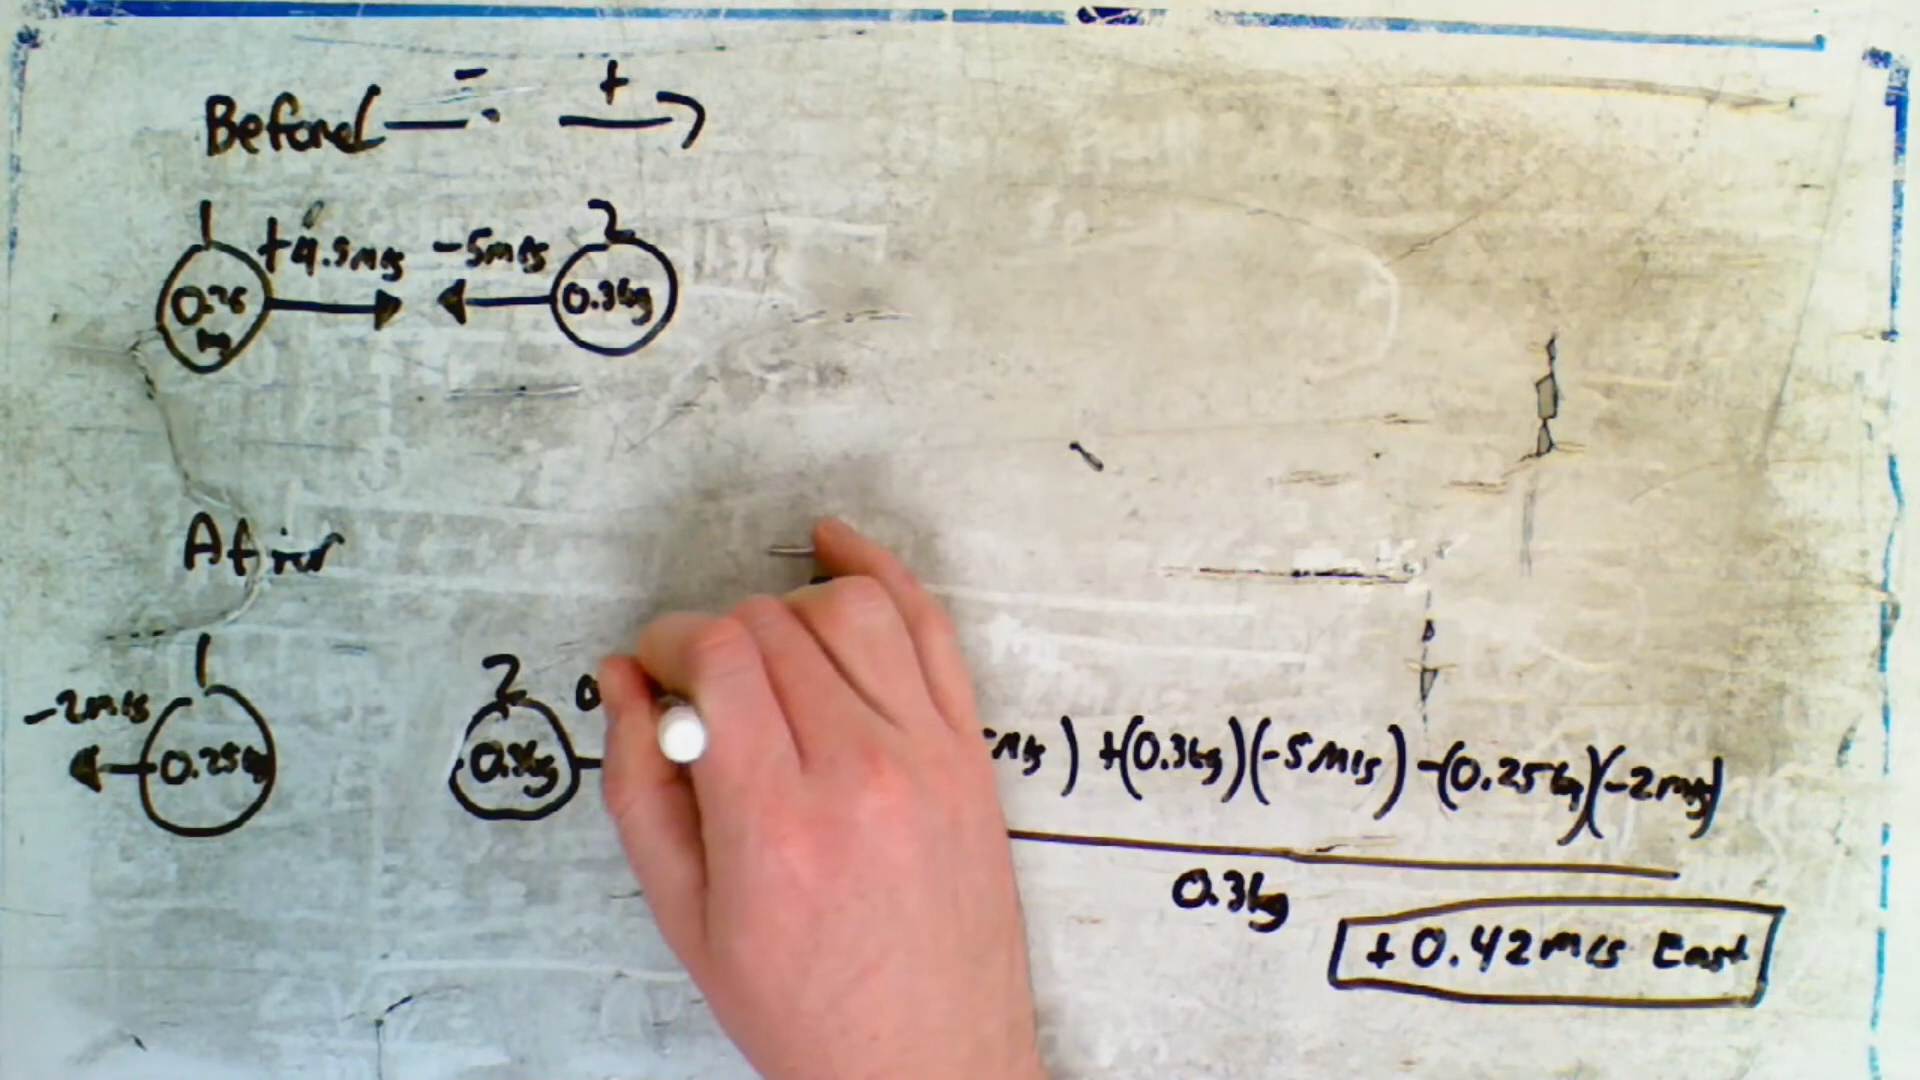 Before - +
1 2
+4.5m/s -5m/s
0.25 kg 0.3kg
After
1 2
-2m/s
0.25kg 0.3kg
m/s) +(0.3kg)(-5m/s) -(0.25kg)(-2m/s)
0.3kg
+0.42m/s East